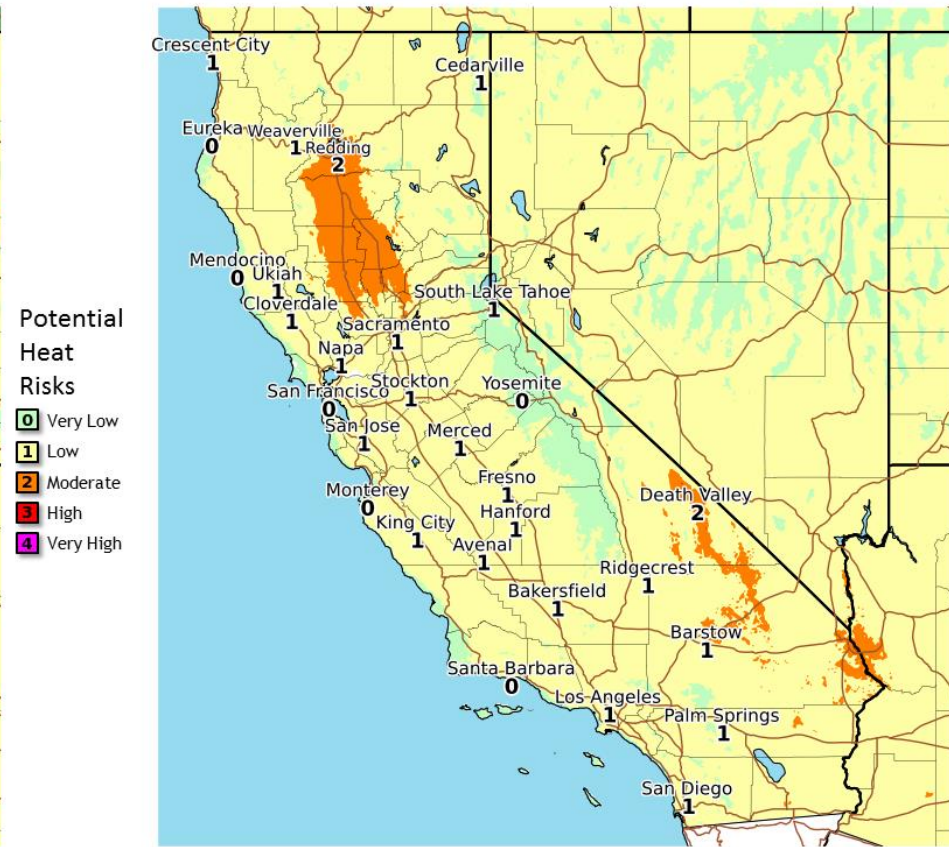 Potential
Heat
Risks
0 Very Low
1 Low
2 Moderate
3 High
4 Very High
Crescent City
1
Cedarville
1
Eureka
0
Weaverville
1
Redding
2
Mendocino
0
Ukiah
1
Cloverdale
1
South Lake Tahoe
1
Sacramento
1
Napa
1
San Francisco
0
Stockton
1
Yosemite
0
San Jose
1
Merced
1
Monterey
0
King City
1
Fresno
1
Hanford
1
Avenal
1
Death Valley
2
Ridgecrest
1
Bakersfield
1
Barstow
1
Santa Barbara
0
Los Angeles
1
Palm Springs
1
San Diego
1